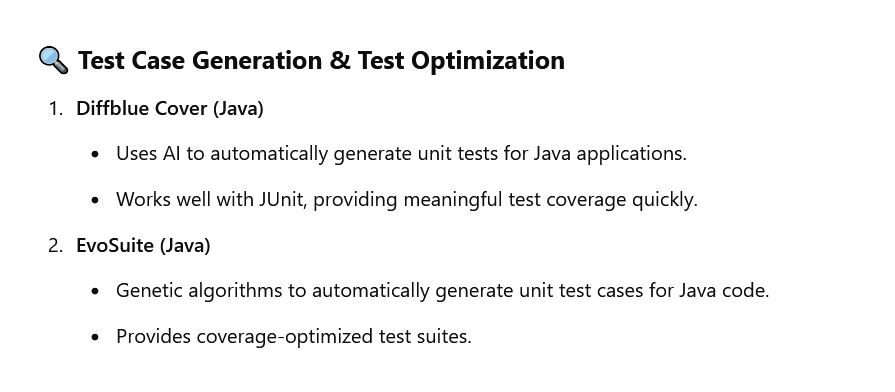 🔍 Test Case Generation & Test Optimization
1. Diffblue Cover (Java)
• Uses AI to automatically generate unit tests for Java applications.
• Works well with JUnit, providing meaningful test coverage quickly.
2. EvoSuite (Java)
• Genetic algorithms to automatically generate unit test cases for Java code.
• Provides coverage-optimized test suites.